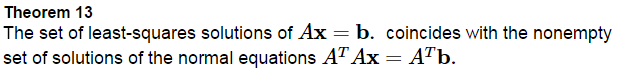 Theorem 13
The set of least-squares solutions of Ax = b. coincides with the nonempty
set of solutions of the normal equations AᵀAx = Aᵀb.